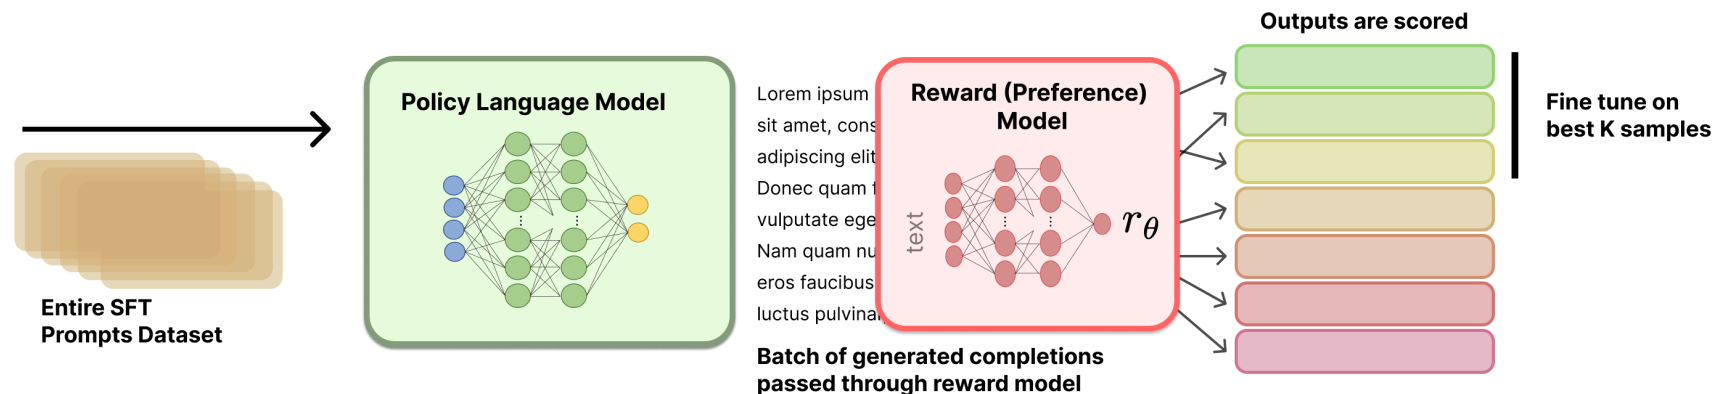 Outputs are scored
Policy Language Model
Lorem ipsum
sit amet, cons
adipiscing elit
Donec quam f
vulputate ege
Nam quam nu
eros faucibus
luctus pulvinar
Reward (Preference)
Model
text
r_θ
Fine tune on
best K samples
Entire SFT
Prompts Dataset
Batch of generated completions
passed through reward model